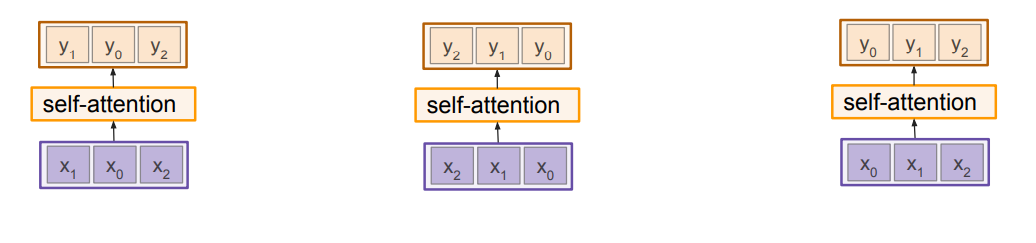 y₁ y₀ y₂
self-attention
x₁ x₀ x₂
y₂ y₁ y₀
self-attention
x₂ x₁ x₀
y₀ y₁ y₂
self-attention
x₀ x₁ x₂